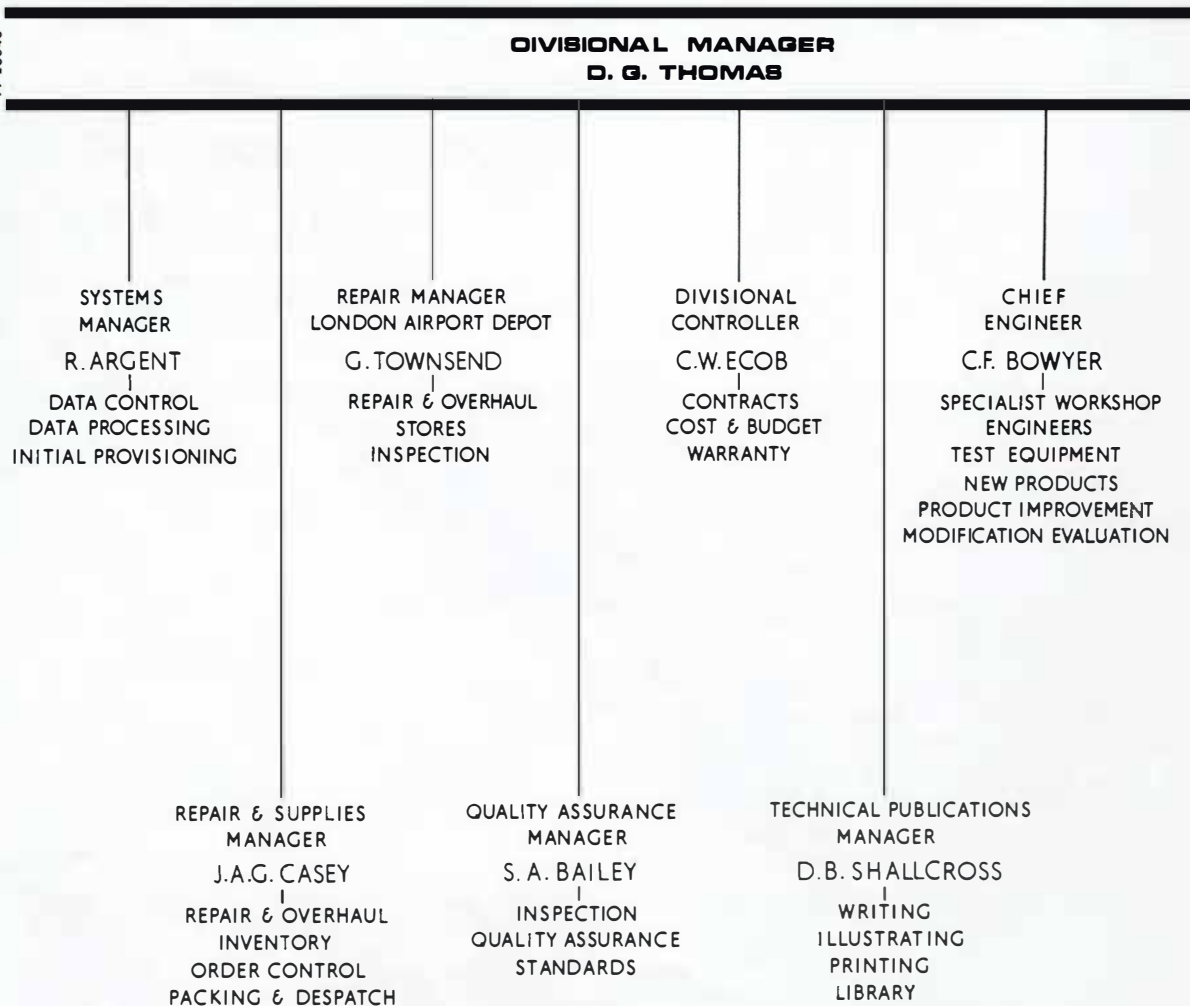 DIVISIONAL MANAGER
D. G. THOMAS
SYSTEMS
MANAGER
R. ARGENT
DATA CONTROL
DATA PROCESSING
INITIAL PROVISIONING
REPAIR MANAGER
LONDON AIRPORT DEPOT
G. TOWNSEND
REPAIR & OVERHAUL
STORES
INSPECTION
DIVISIONAL
CONTROLLER
C.W. ECOB
CONTRACTS
COST & BUDGET
WARRANTY
CHIEF
ENGINEER
C.F. BOWYER
SPECIALIST WORKSHOP
ENGINEERS
TEST EQUIPMENT
NEW PRODUCTS
PRODUCT IMPROVEMENT
MODIFICATION EVALUATION
REPAIR & SUPPLIES
MANAGER
J.A.G. CASEY
REPAIR & OVERHAUL
INVENTORY
ORDER CONTROL
PACKING & DESPATCH
QUALITY ASSURANCE
MANAGER
S. A. BAILEY
INSPECTION
QUALITY ASSURANCE
STANDARDS
TECHNICAL PUBLICATIONS
MANAGER
D.B. SHALLCROSS
WRITING
ILLUSTRATING
PRINTING
LIBRARY